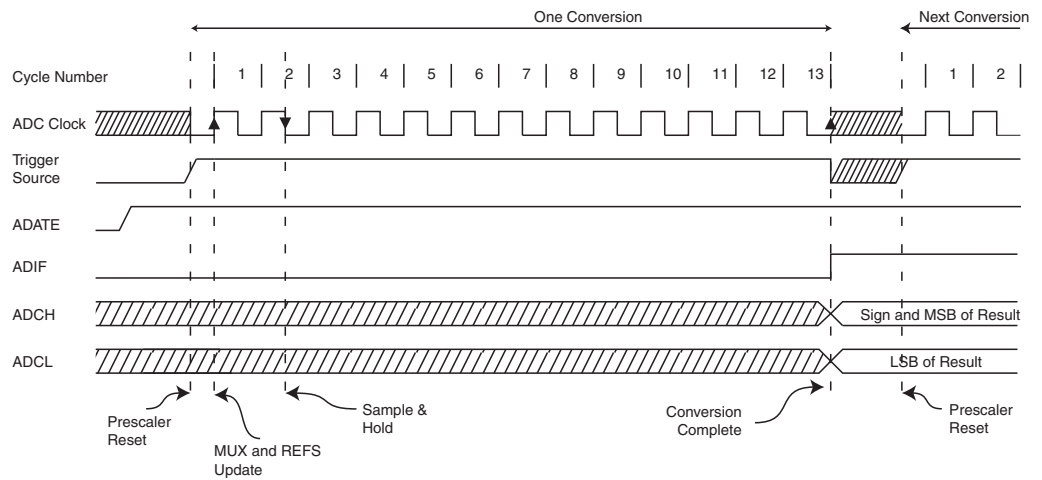 One Conversion
Next Conversion
Cycle Number
1 2 3 4 5 6 7 8 9 10 11 12 13 1 2
ADC Clock
Trigger
Source
ADATE
ADIF
ADCH
Sign and MSB of Result
ADCL
LSB of Result
Prescaler
Reset
MUX and REFS
Update
Sample &
Hold
Conversion
Complete
Prescaler
Reset